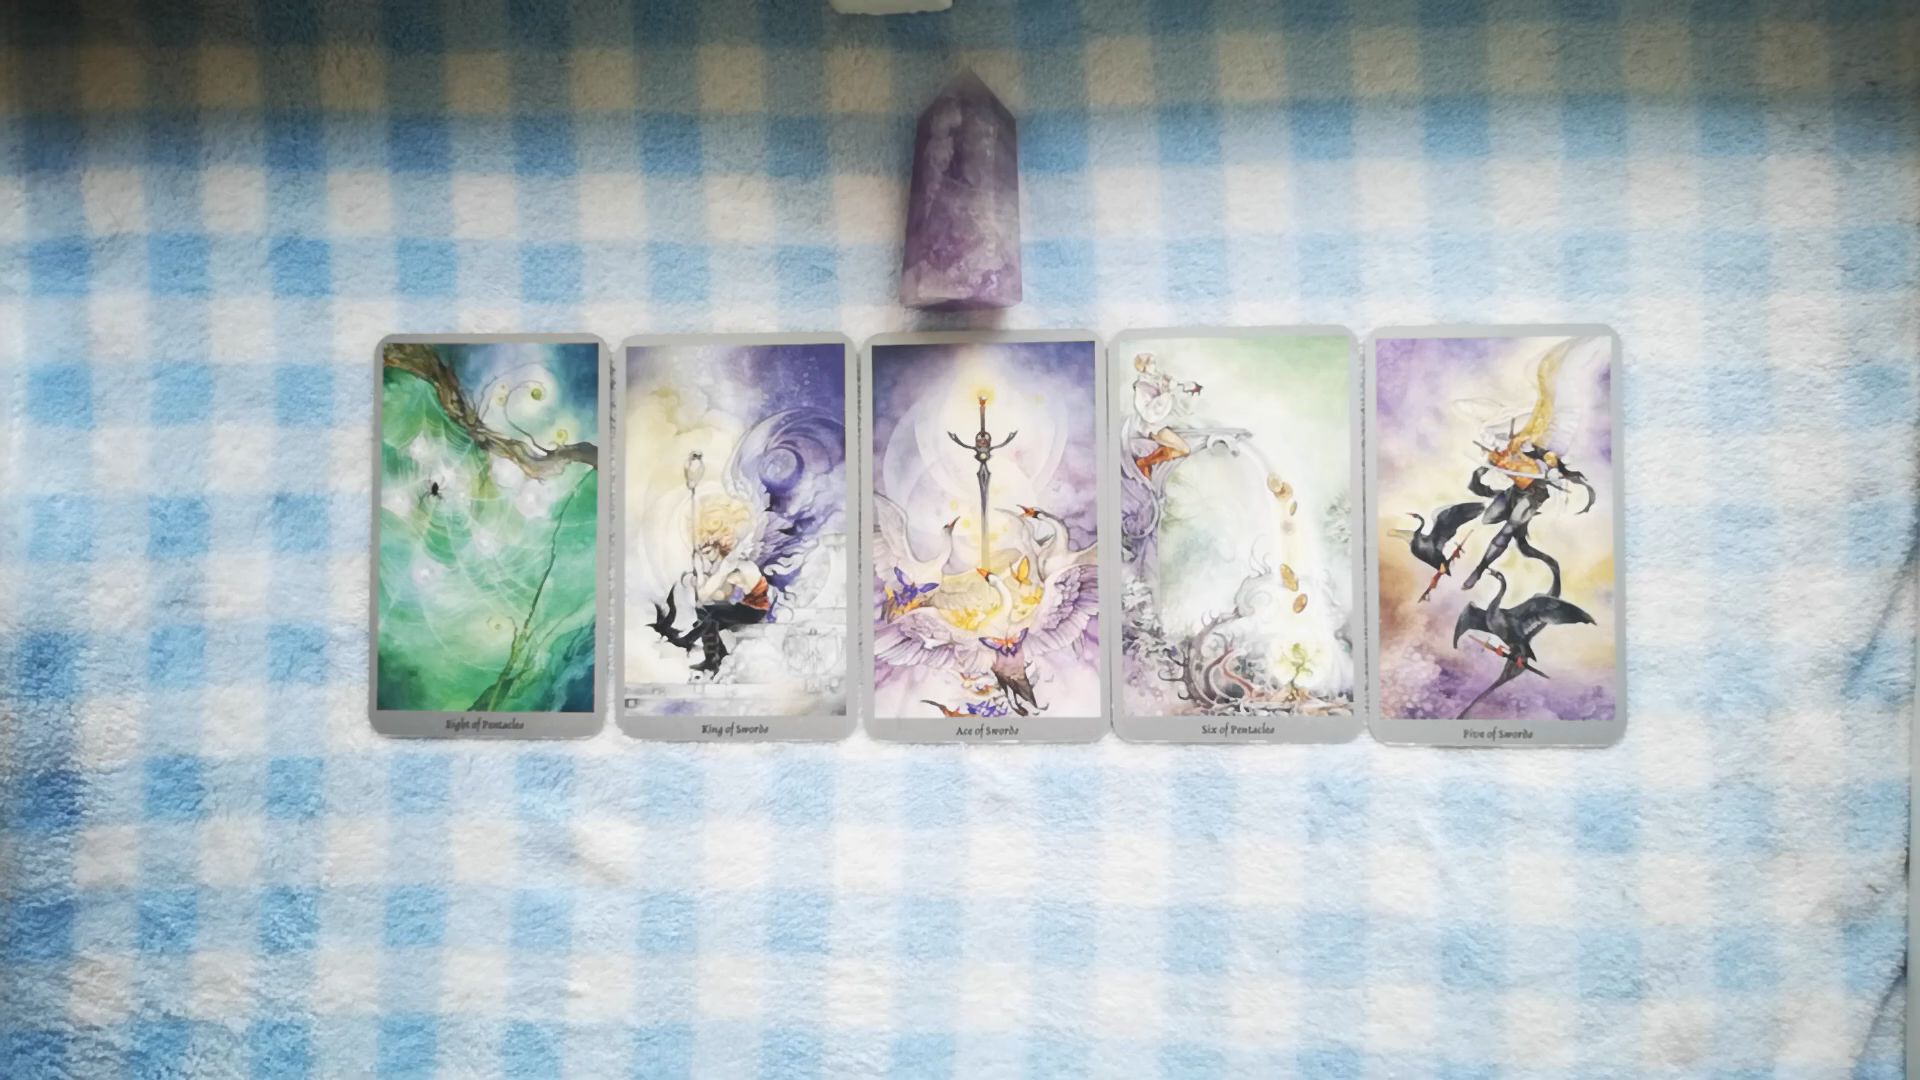 Eight of Pentacles
King of Swords
Ace of Swords
Six of Pentacles
Five of Swords